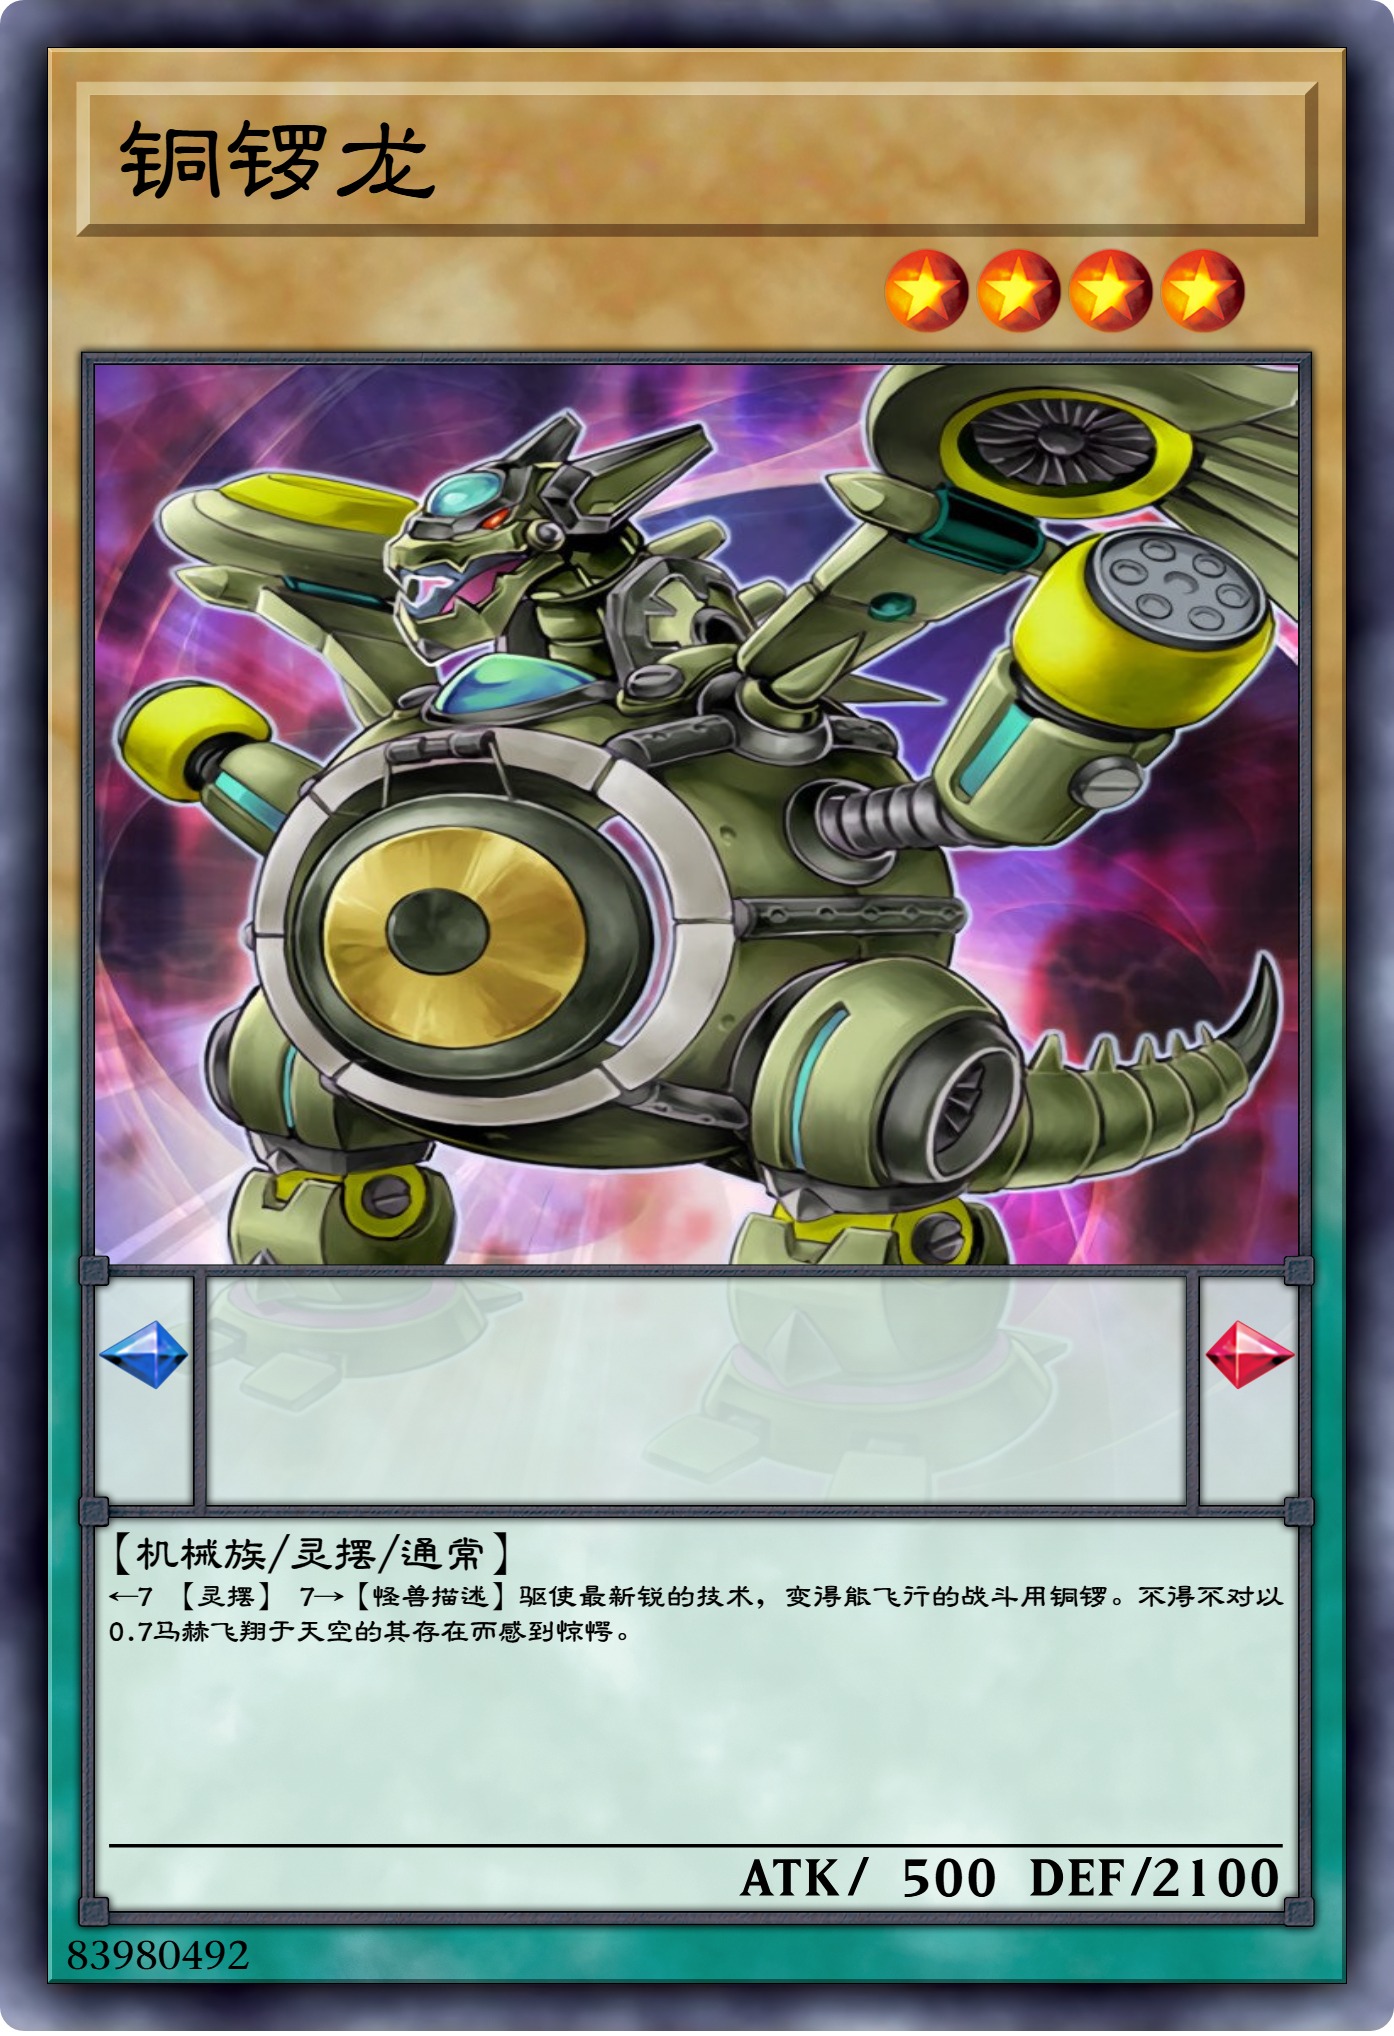 铜锣龙
【机械族/灵摆/通常】
←7 【灵摆】 7→【怪兽描述】驱使最新锐的技术，变得能飞行的战斗用铜锣。不得不对以
0.7马赫飞翔于天空的其存在而感到惊愕。
ATK/ 500 DEF/2100
83980492